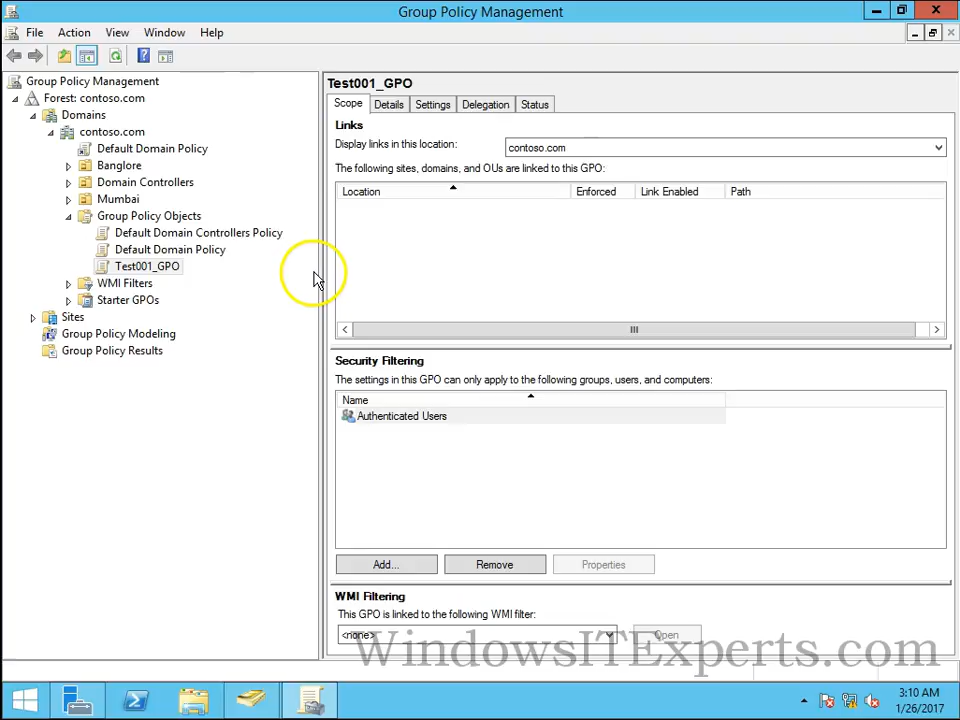 Group Policy Management
File Action View Window Help
Group Policy Management
Forest: contoso.com
Domains
contoso.com
Default Domain Policy
Banglore
Domain Controllers
Mumbai
Group Policy Objects
Default Domain Controllers Policy
Default Domain Policy
Test001_GPO
WMI Filters
Starter GPOs
Sites
Group Policy Modeling
Group Policy Results
Test001_GPO
Scope Details Settings Delegation Status
Links
Display links in this location: contoso.com
The following sites, domains, and OUs are linked to this GPO:
Location Enforced Link Enabled Path
Security Filtering
The settings in this GPO can only apply to the following groups, users, and computers:
Name
Authenticated Users
Add... Remove Properties
WMI Filtering
This GPO is linked to the following WMI filter:
<none> Open
WindowsITExperts.com
3:10 AM
1/26/2017